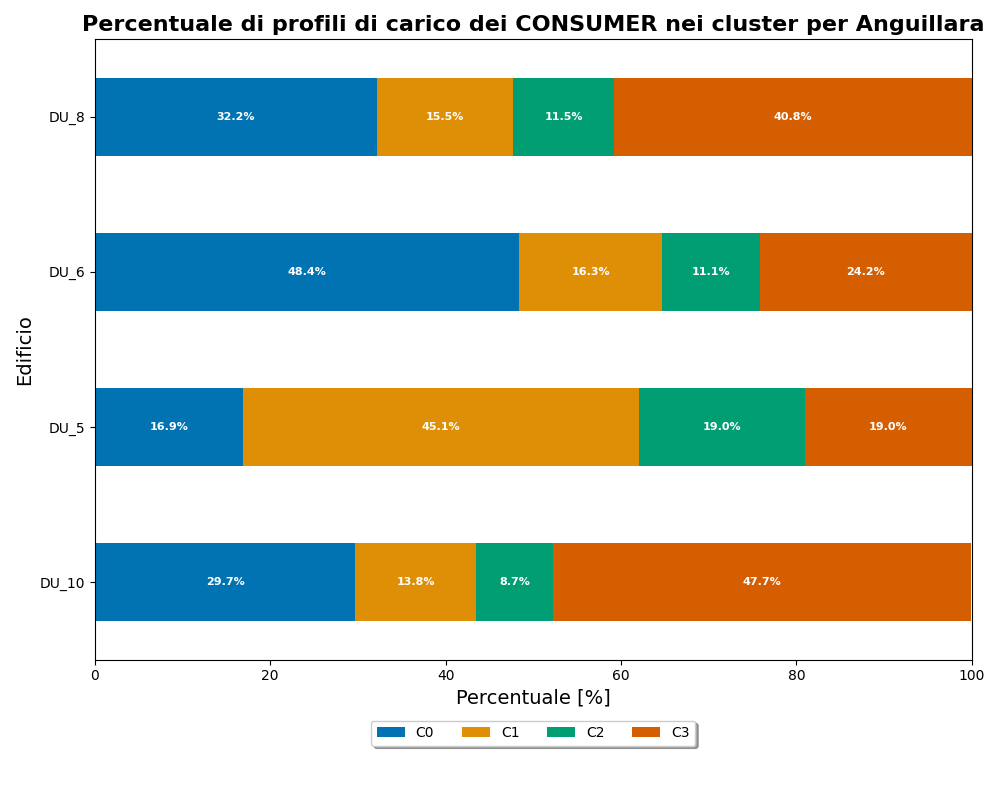 Percentuale di profili di carico dei CONSUMER nei cluster per Anguillara
DU_8
32.2%
15.5%
11.5%
40.8%
DU_6
48.4%
16.3%
11.1%
24.2%
Edificio
DU_5
16.9%
45.1%
19.0%
19.0%
DU_10
29.7%
13.8%
8.7%
47.7%
0
20
40
60
80
100
Percentuale [%]
C0
C1
C2
C3